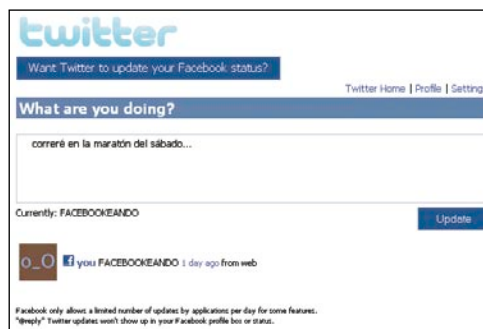 twitter
Want Twitter to update your Facebook status?
Twitter Home | Profile | Setting
What are you doing?
correré en la maratón del sábado...
Currently: FACEBOOKEANDO
Update
o_O
you FACEBOOKEANDO 1 day ago from web
Facebook only allows a limited number of updates by applications per day for some features.
"@reply" Twitter updates won't show up in your Facebook profile box or status.